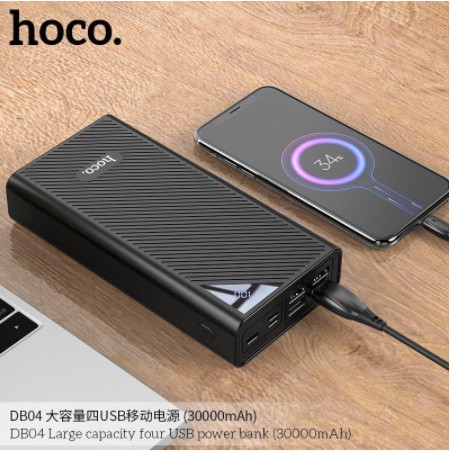 hoco.
34%
hoco.
DB04 大容量四USB移动电源 (30000mAh)
DB04 Large capacity four USB power bank (30000mAh)